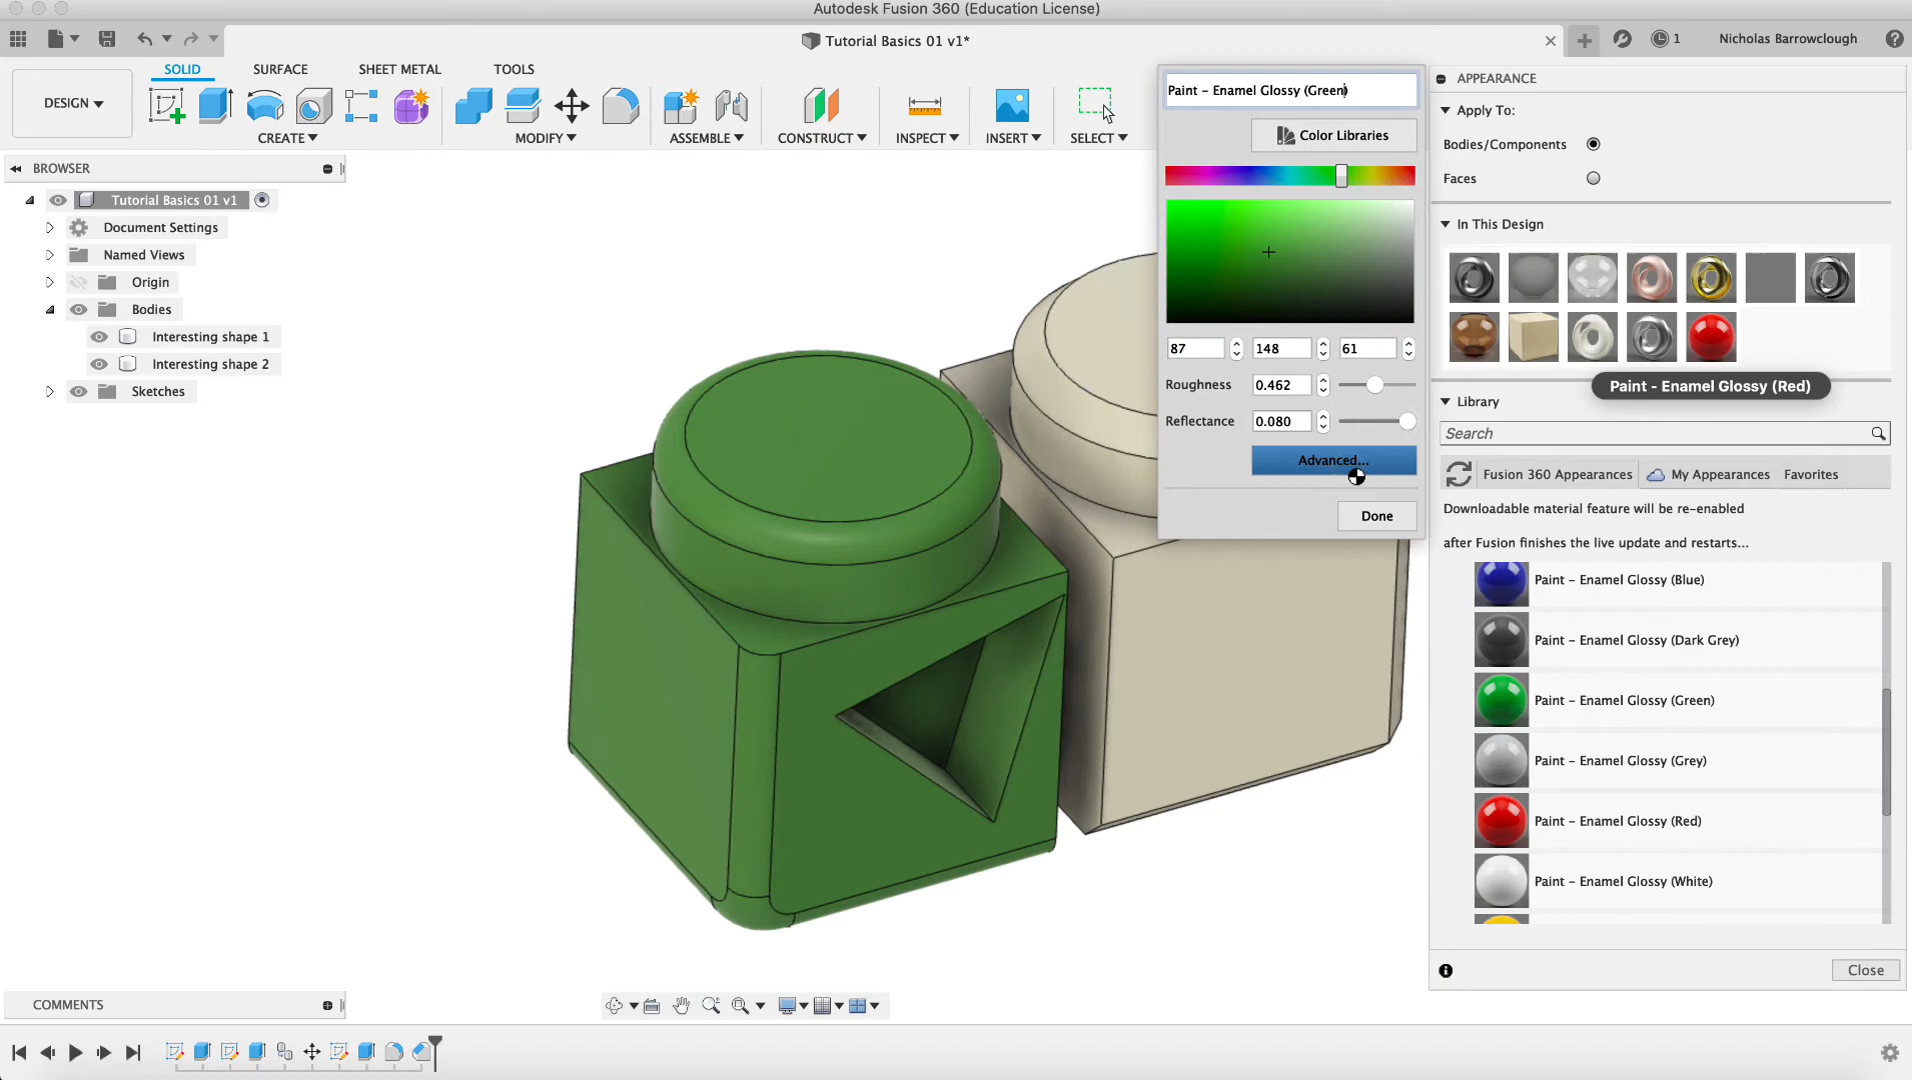 Autodesk Fusion 360 (Education License)
Tutorial Basics 01 v1*
1
Nicholas Barrowclough
DESIGN
SOLID
SURFACE
SHEET METAL
TOOLS
CREATE
MODIFY
ASSEMBLE
CONSTRUCT
INSPECT
INSERT
SELECT
BROWSER
Tutorial Basics 01 v1
Document Settings
Named Views
Origin
Bodies
Interesting shape 1
Interesting shape 2
Sketches
Paint - Enamel Glossy (Green)
Color Libraries
87
148
61
Roughness
0.462
Reflectance
0.080
Advanced...
Done
APPEARANCE
Apply To:
Bodies/Components
Faces
In This Design
Paint - Enamel Glossy (Red)
Library
Search
Fusion 360 Appearances
My Appearances
Favorites
Downloadable material feature will be re-enabled
after Fusion finishes the live update and restarts...
Paint - Enamel Glossy (Blue)
Paint - Enamel Glossy (Dark Grey)
Paint - Enamel Glossy (Green)
Paint - Enamel Glossy (Grey)
Paint - Enamel Glossy (Red)
Paint - Enamel Glossy (White)
Close
COMMENTS